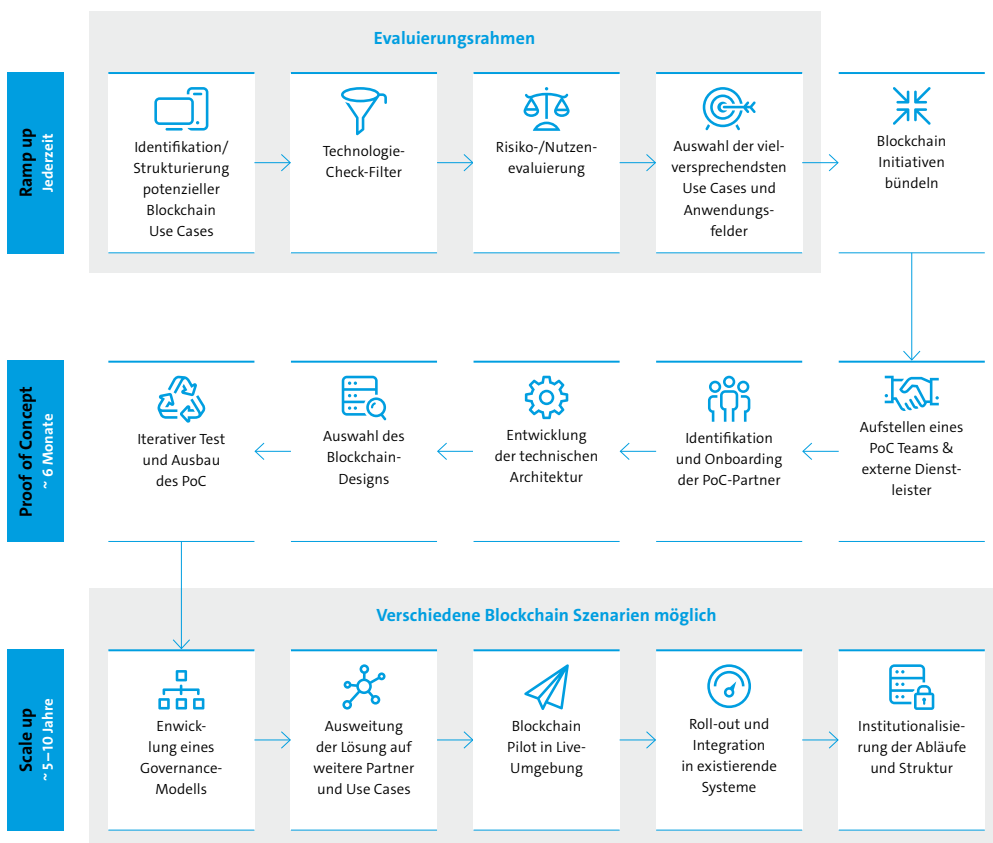 Evaluierungsrahmen
Ramp up
Jederzeit
Identifikation/
Strukturierung
potenzieller
Blockchain
Use Cases
Technologie-
Check-Filter
Risiko-/Nutzen-
evaluierung
Auswahl der viel-
versprechendsten
Use Cases und
Anwendungs-
felder
Blockchain
Initiativen
bündeln
Proof of Concept
~ 6 Monate
Iterativer Test
und Ausbau
des PoC
Auswahl des
Blockchain-
Designs
Entwicklung
der technischen
Architektur
Identifikation
und Onboarding
der PoC-Partner
Aufstellen eines
PoC Teams &
externe Dienst-
leister
Verschiedene Blockchain Szenarien möglich
Scale up
~ 5–10 Jahre
Enwick-
lung eines
Governance-
Modells
Ausweitung
der Lösung auf
weitere Partner
und Use Cases
Blockchain
Pilot in Live-
Umgebung
Roll-out und
Integration
in existierende
Systeme
Institutionalisie-
rung der Abläufe
und Struktur